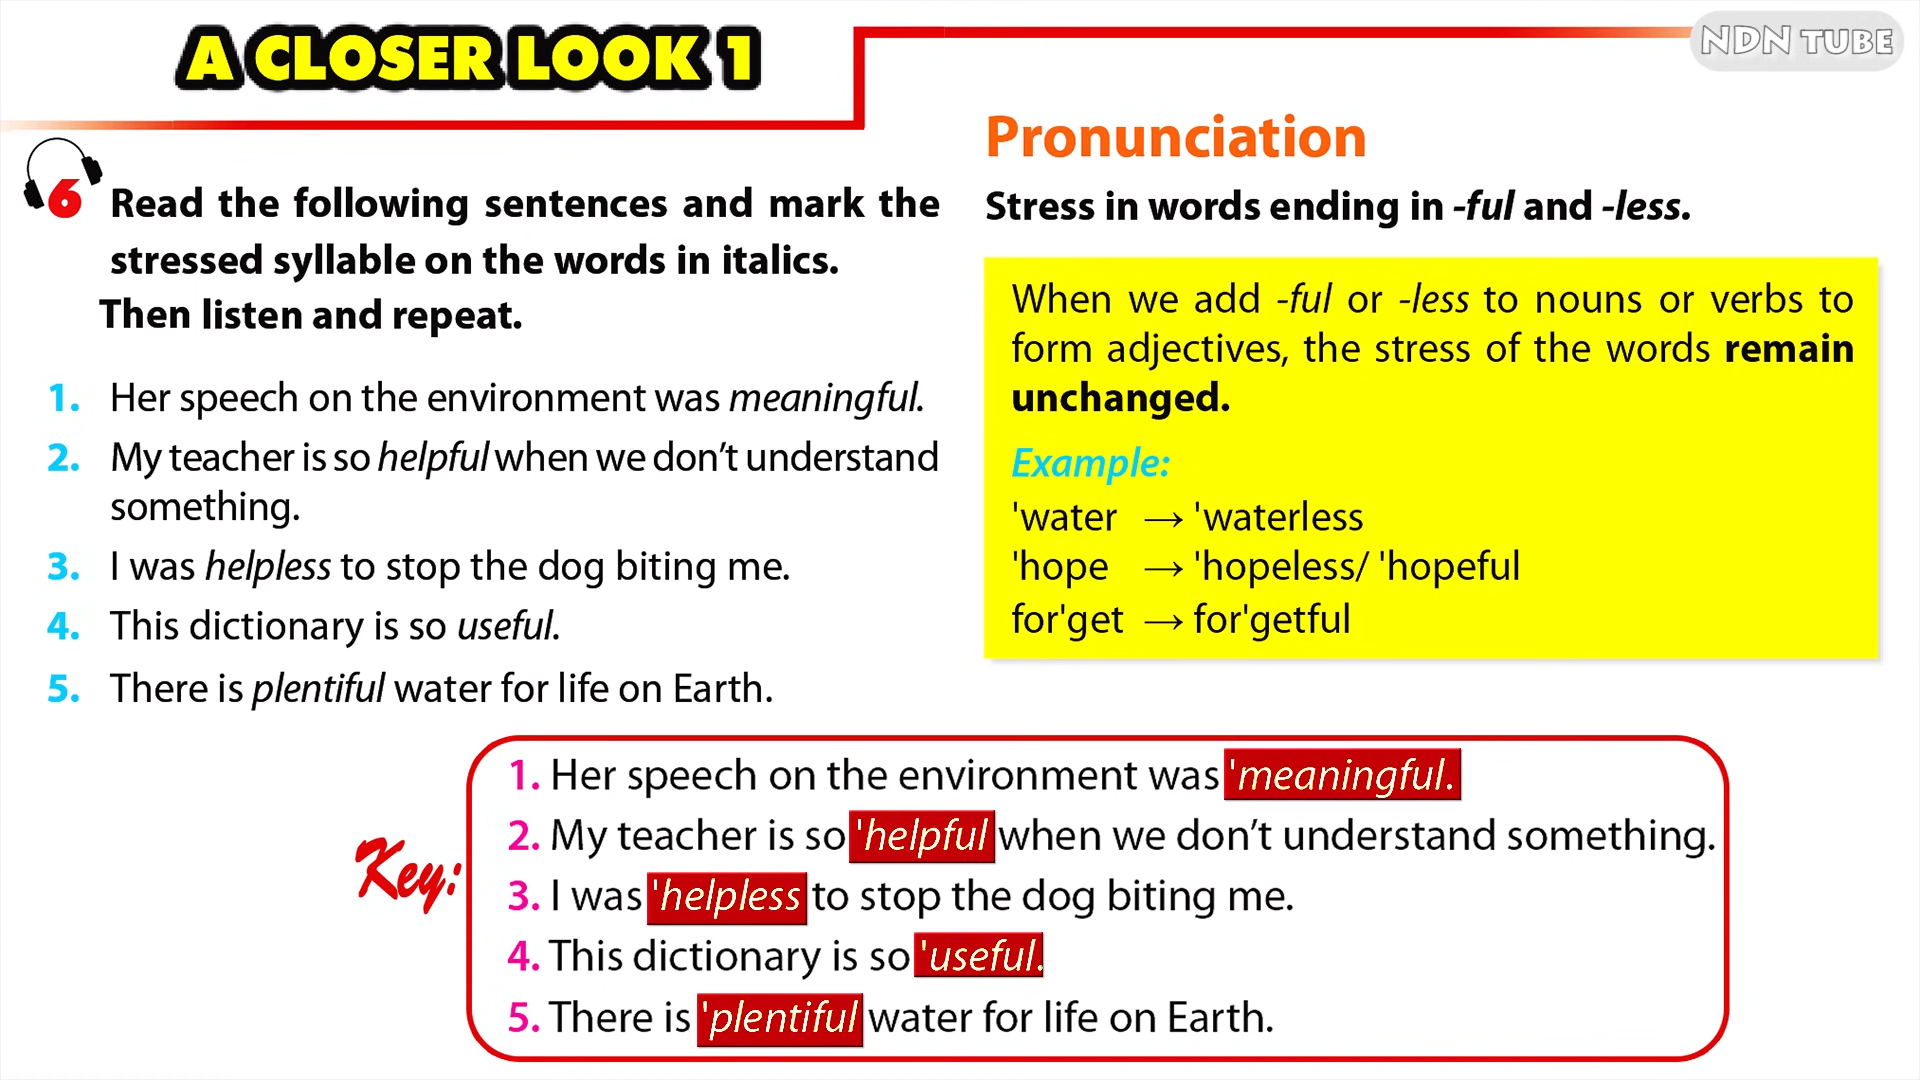 A CLOSER LOOK 1
NDN TUBE
6 Read the following sentences and mark the
stressed syllable on the words in italics.
Then listen and repeat.
1. Her speech on the environment was meaningful.
2. My teacher is so helpful when we don’t understand
something.
3. I was helpless to stop the dog biting me.
4. This dictionary is so useful.
5. There is plentiful water for life on Earth.
Pronunciation
Stress in words ending in -ful and -less.
When we add -ful or -less to nouns or verbs to
form adjectives, the stress of the words remain
unchanged.
Example:
'water → 'waterless
'hope → 'hopeless/ 'hopeful
for'get → for'getful
Key:
1. Her speech on the environment was 'meaningful.
2. My teacher is so 'helpful when we don’t understand something.
3. I was 'helpless to stop the dog biting me.
4. This dictionary is so 'useful.
5. There is 'plentiful water for life on Earth.